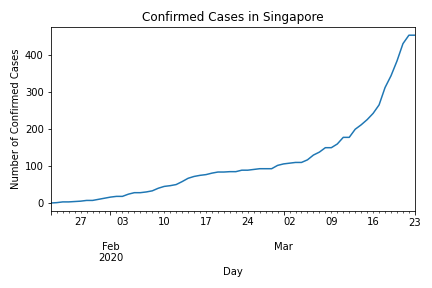 Confirmed Cases in Singapore
Number of Confirmed Cases
400
300
200
100
0
27 03 10 17 24 02 09 16 23
Feb Mar
2020
Day